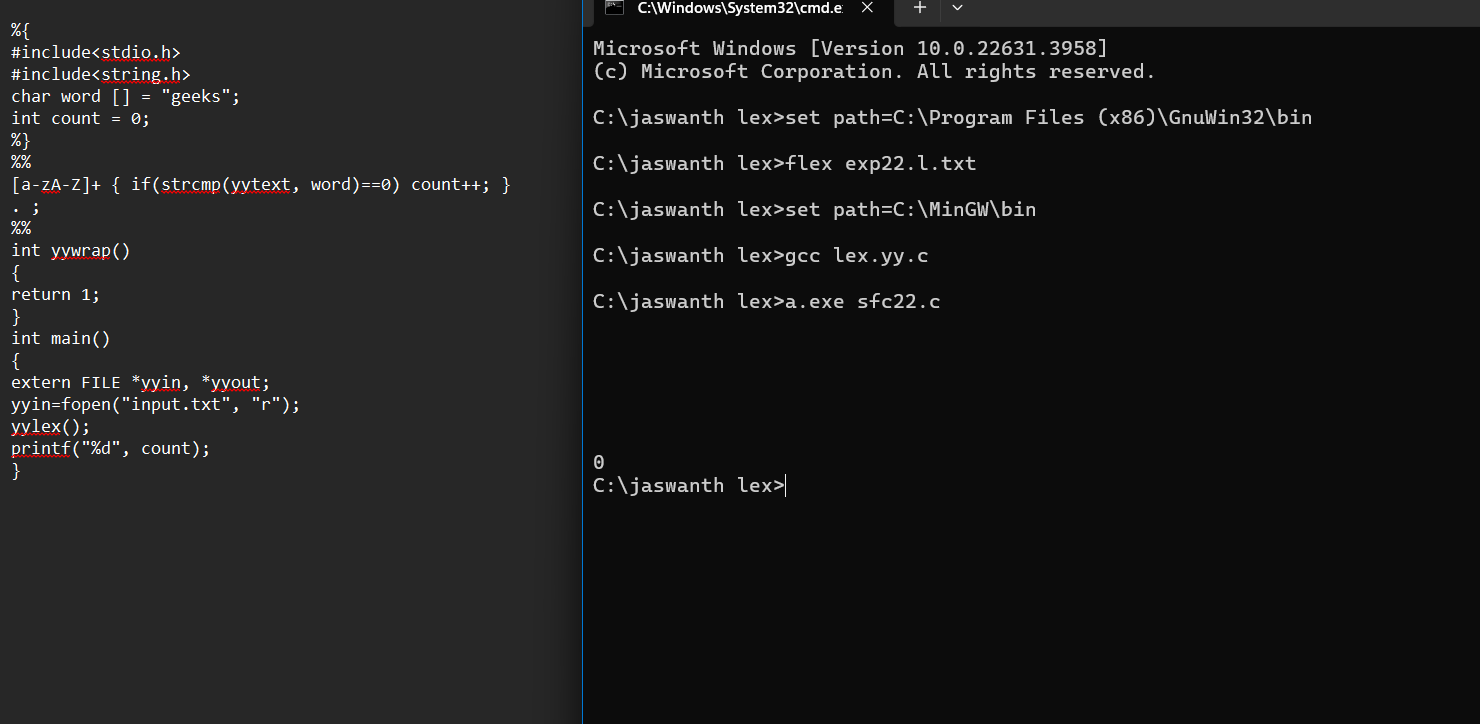 %{
#include<stdio.h>
#include<string.h>
char word [] = "geeks";
int count = 0;
%}
%%
[a-zA-Z]+ { if(strcmp(yytext, word)==0) count++; }
. ;
%%
int yywrap()
{
return 1;
}
int main()
{
extern FILE *yyin, *yyout;
yyin=fopen("input.txt", "r");
yylex();
printf("%d", count);
}
C:\Windows\System32\cmd.e
Microsoft Windows [Version 10.0.22631.3958]
(c) Microsoft Corporation. All rights reserved.
C:\jaswanth lex>set path=C:\Program Files (x86)\GnuWin32\bin
C:\jaswanth lex>flex exp22.l.txt
C:\jaswanth lex>set path=C:\MinGW\bin
C:\jaswanth lex>gcc lex.yy.c
C:\jaswanth lex>a.exe sfc22.c
0
C:\jaswanth lex>